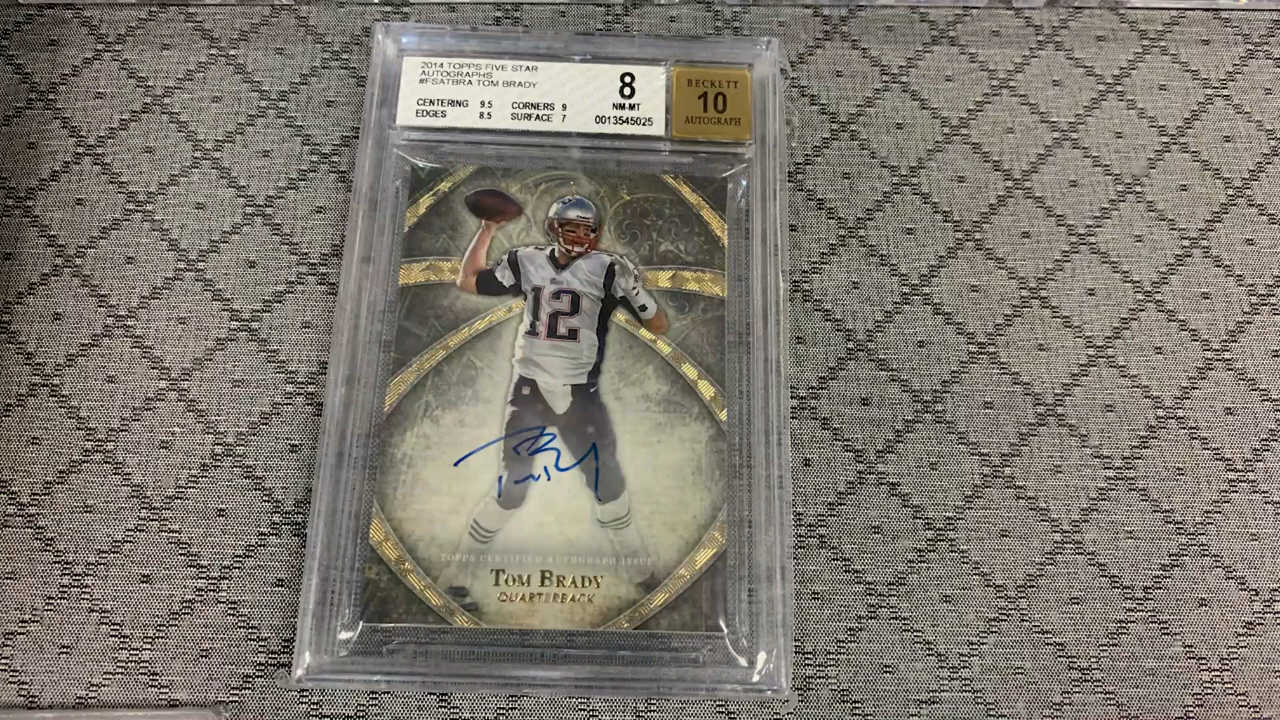 2014 TOPPS FIVE STAR
AUTOGRAPHS
#FSATBRA TOM BRADY
CENTERING 9.5 CORNERS 9
EDGES 8.5 SURFACE 7
8
NM-MT
0013545025
BECKETT
10
AUTOGRAPH
12
TOPPS CERTIFIED AUTOGRAPH ISSUE
TOM BRADY
QUARTERBACK